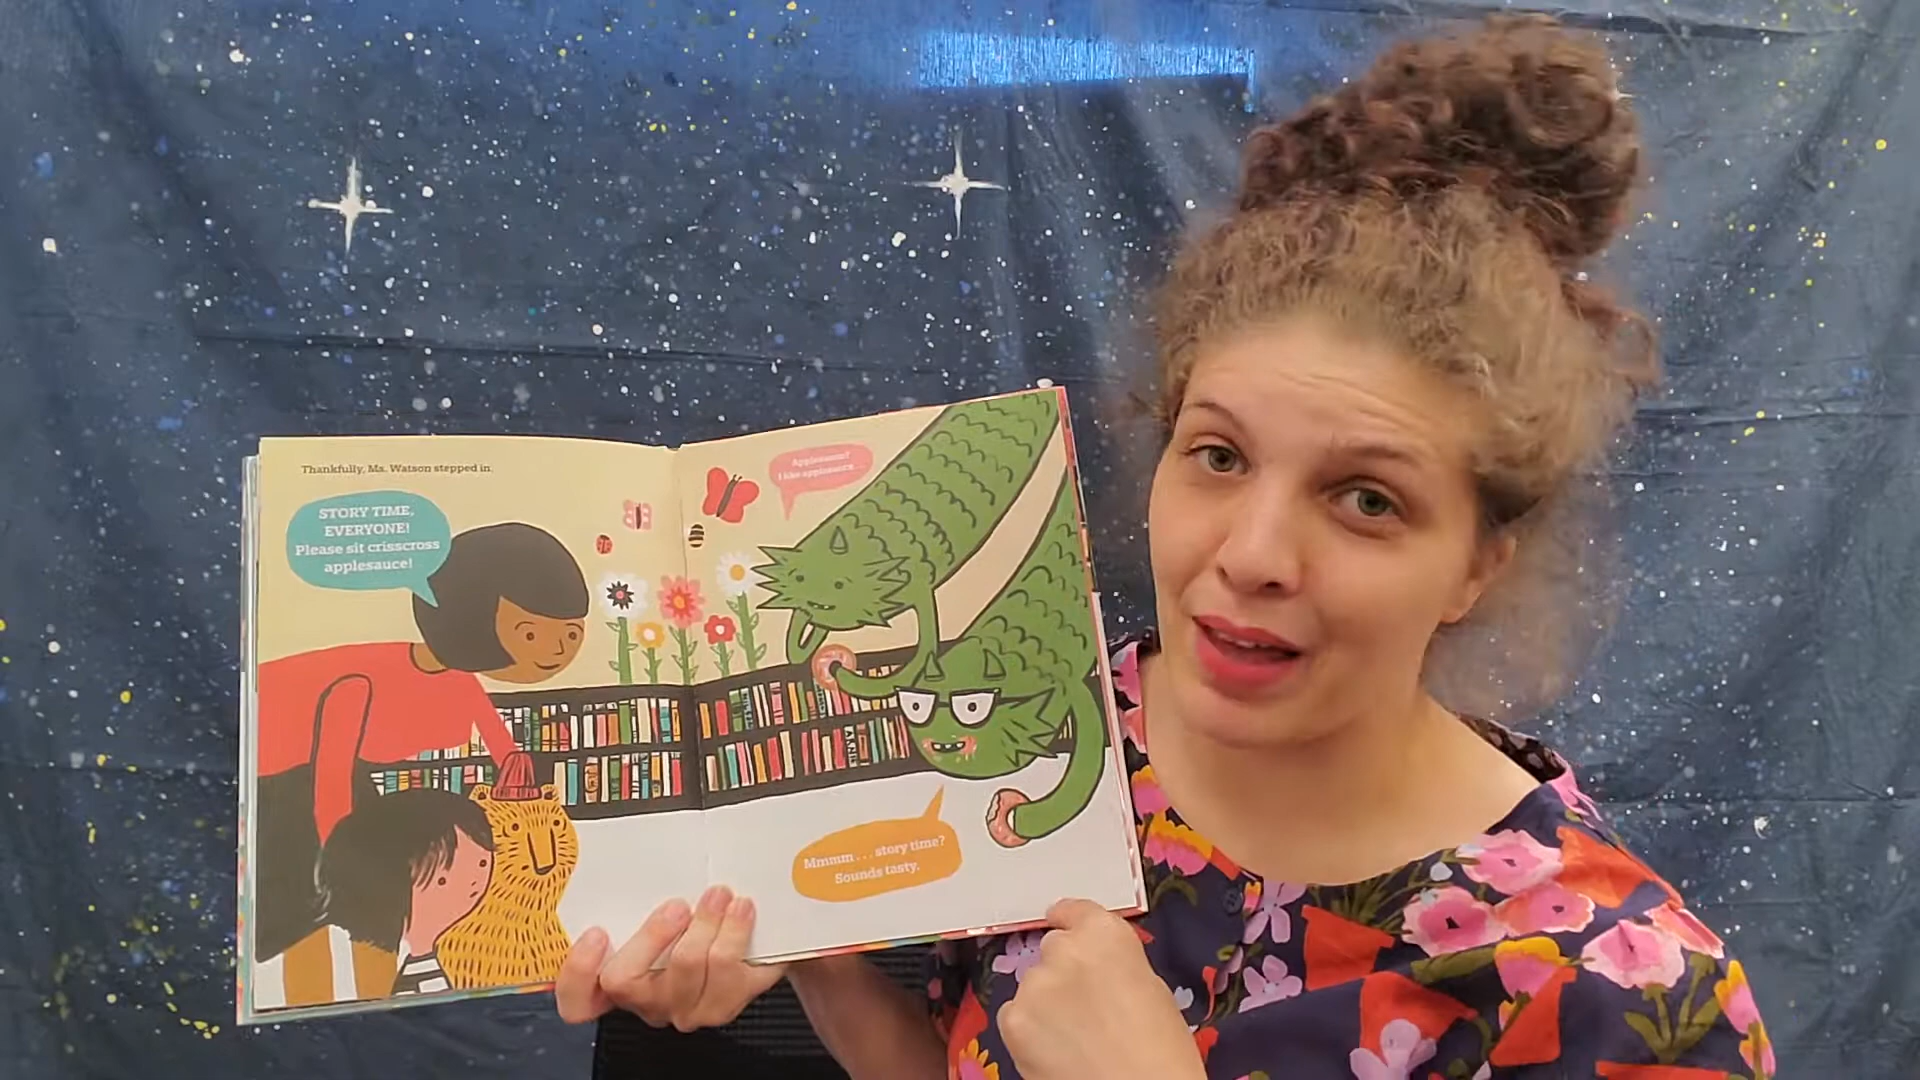 Thankfully, Ms. Watson stepped in.
STORY TIME,
EVERYONE!
Please sit crisscross
applesauce!
Applesauce?
I like applesauce...
Mmmm . . . story time?
Sounds tasty.